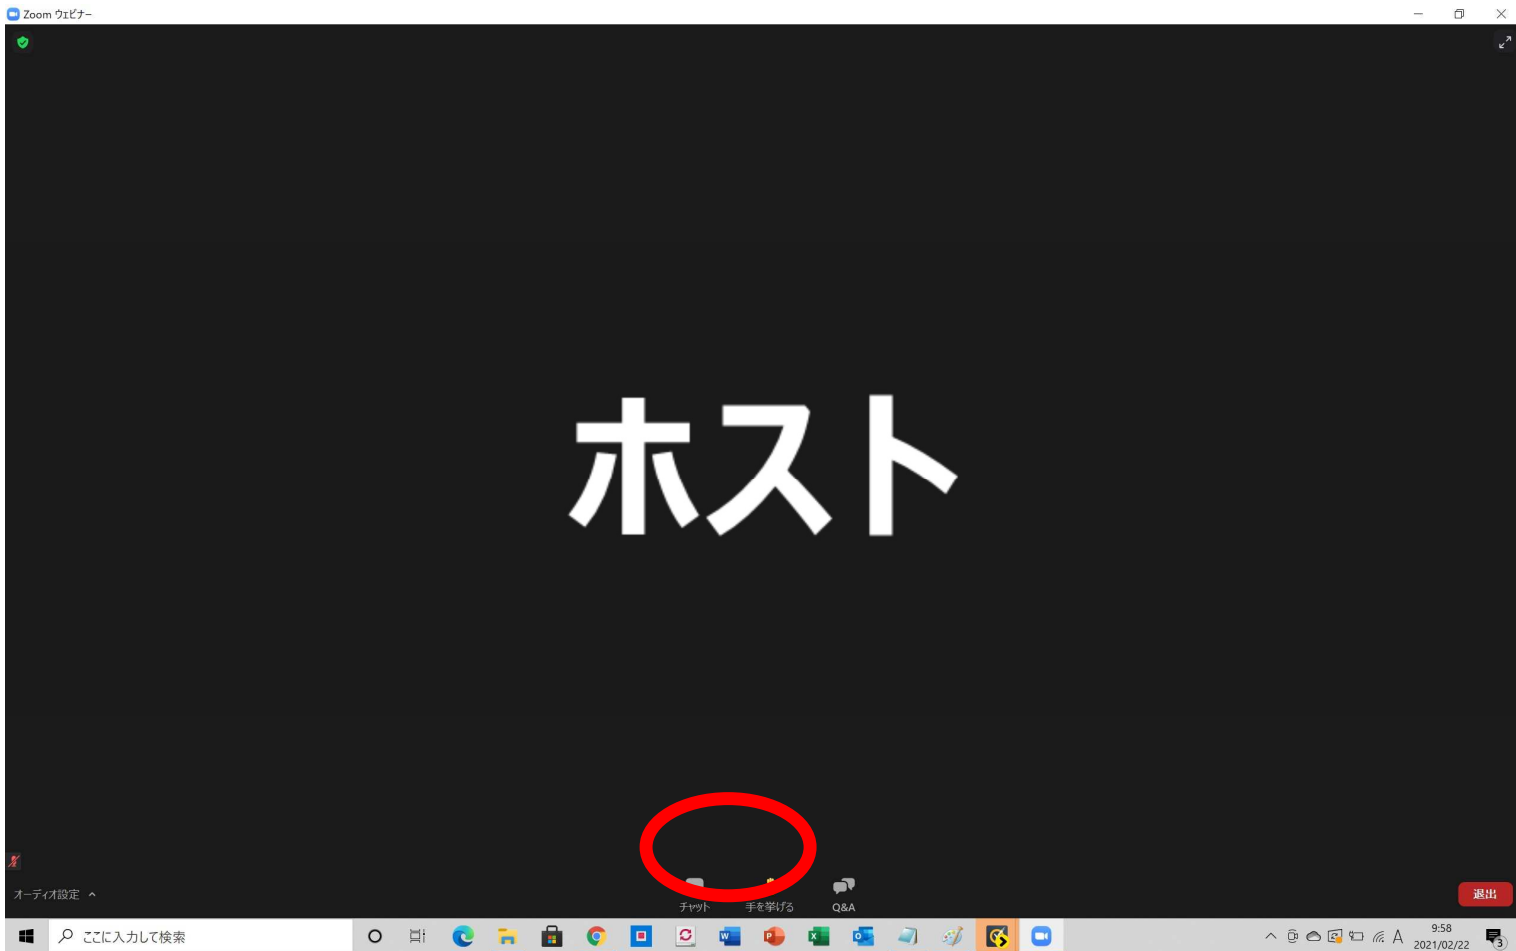 Zoom ウェビナー
ホスト
オーディオ設定
チャット
手を挙げる
Q&A
退出
ここに入力して検索
A
9:58
2021/02/22
3